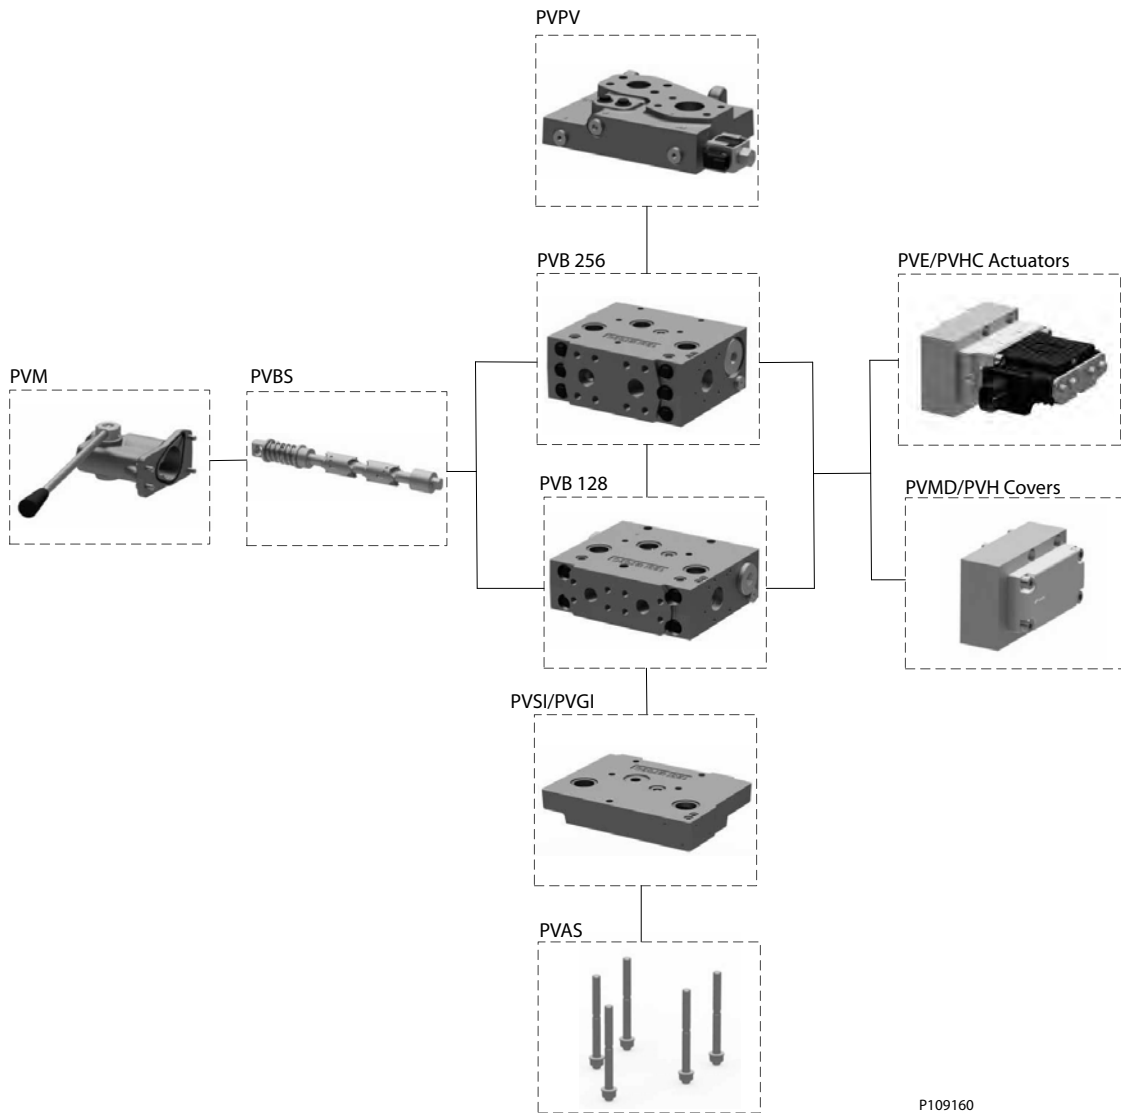 PVPV
PVB 256
PVE/PVHC Actuators
PVM
PVBS
PVB 128
PVMD/PVH Covers
PVSI/PVGI
PVAS
P109160